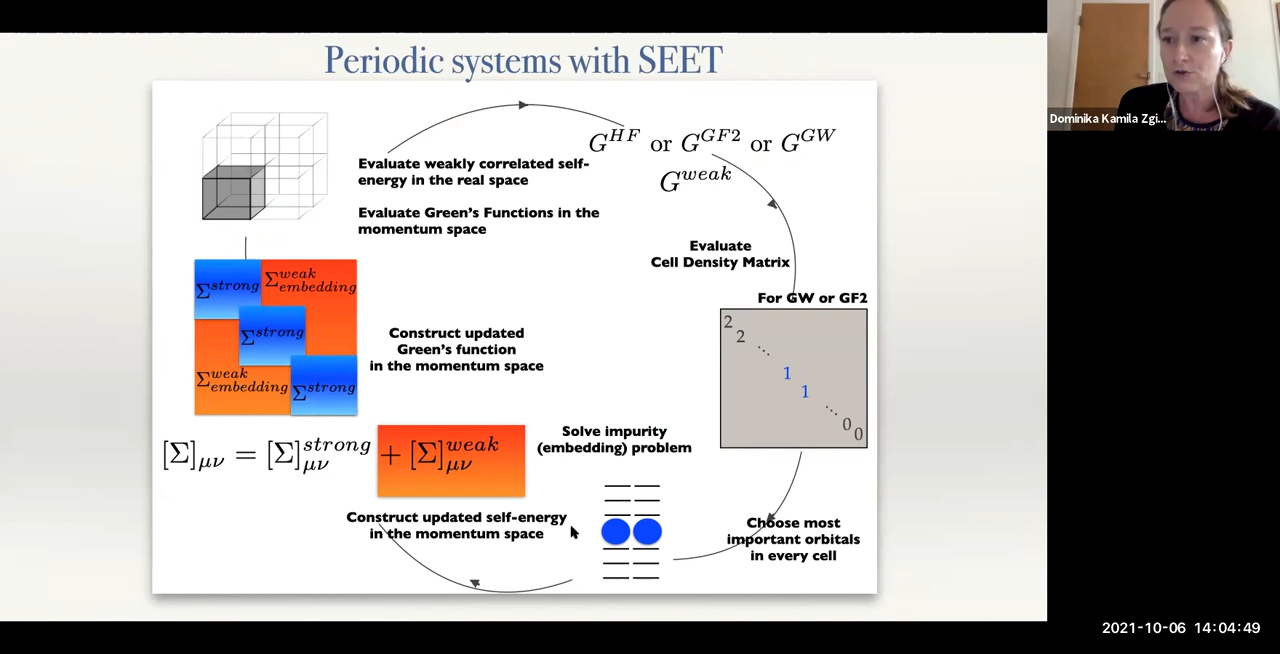 Periodic systems with SEET
Dominika Kamila Zgi...
G^{HF} or G^{GF2} or G^{GW}
G^{weak}
Evaluate weakly correlated self-
energy in the real space
Evaluate Green's Functions in the
momentum space
Evaluate
Cell Density Matrix
For GW or GF2
2
2
⋱
1
1
⋱
0
0
Σ^{strong}
Σ^{weak}_{embedding}
Σ^{strong}
Σ^{weak}_{embedding}
Σ^{strong}
Construct updated
Green's function
in the momentum space
[Σ]_{μν} = [Σ]^{strong}_{μν} + [Σ]^{weak}_{μν}
Solve impurity
(embedding) problem
Construct updated self-energy
in the momentum space
Choose most
important orbitals
in every cell
2021-10-06 14:04:49